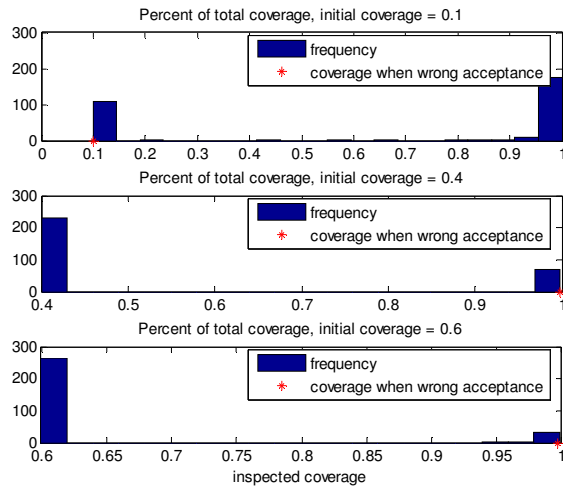 Percent of total coverage, initial coverage = 0.1
300
200
100
0
frequency
coverage when wrong acceptance
0 0.1 0.2 0.3 0.4 0.5 0.6 0.7 0.8 0.9 1
Percent of total coverage, initial coverage = 0.4
300
200
100
0
frequency
coverage when wrong acceptance
0.4 0.5 0.6 0.7 0.8 0.9 1
Percent of total coverage, initial coverage = 0.6
300
200
100
0
frequency
coverage when wrong acceptance
0.6 0.65 0.7 0.75 0.8 0.85 0.9 0.95 1
inspected coverage